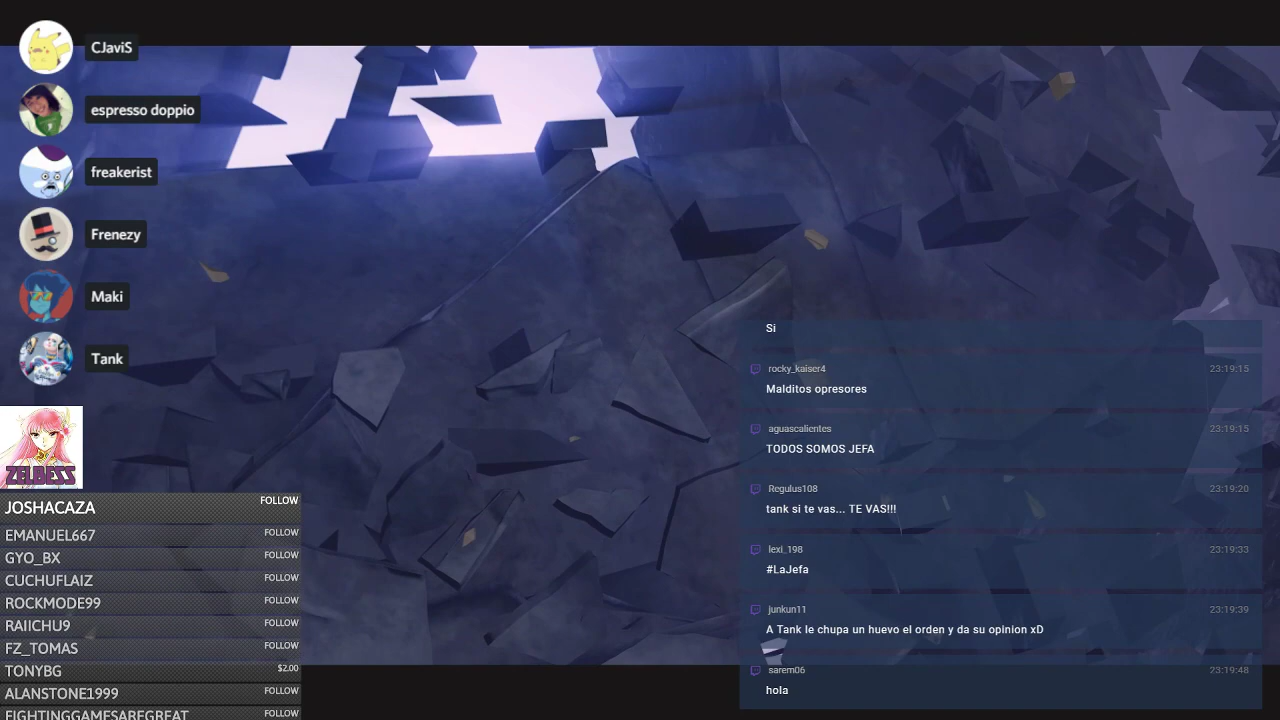 CJaviS
espresso doppio
freakerist
Frenezy
Maki
Tank
ZELBESS
JOSHACAZA FOLLOW
EMANUEL667 FOLLOW
GYO_BX FOLLOW
CUCHUFLAIZ FOLLOW
ROCKMODE99 FOLLOW
RAIICHU9 FOLLOW
FZ_TOMAS FOLLOW
TONYBG $2.00
ALANSTONE1999 FOLLOW
FIGHTINGGAMESAREGREAT FOLLOW
Si
rocky_kaiser4 23:19:15
Malditos opresores
aguascalientes 23:19:15
TODOS SOMOS JEFA
Regulus108 23:19:20
tank si te vas... TE VAS!!!
lexi_198 23:19:33
#LaJefa
junkun11 23:19:39
A Tank le chupa un huevo el orden y da su opinion xD
sarem06 23:19:48
hola